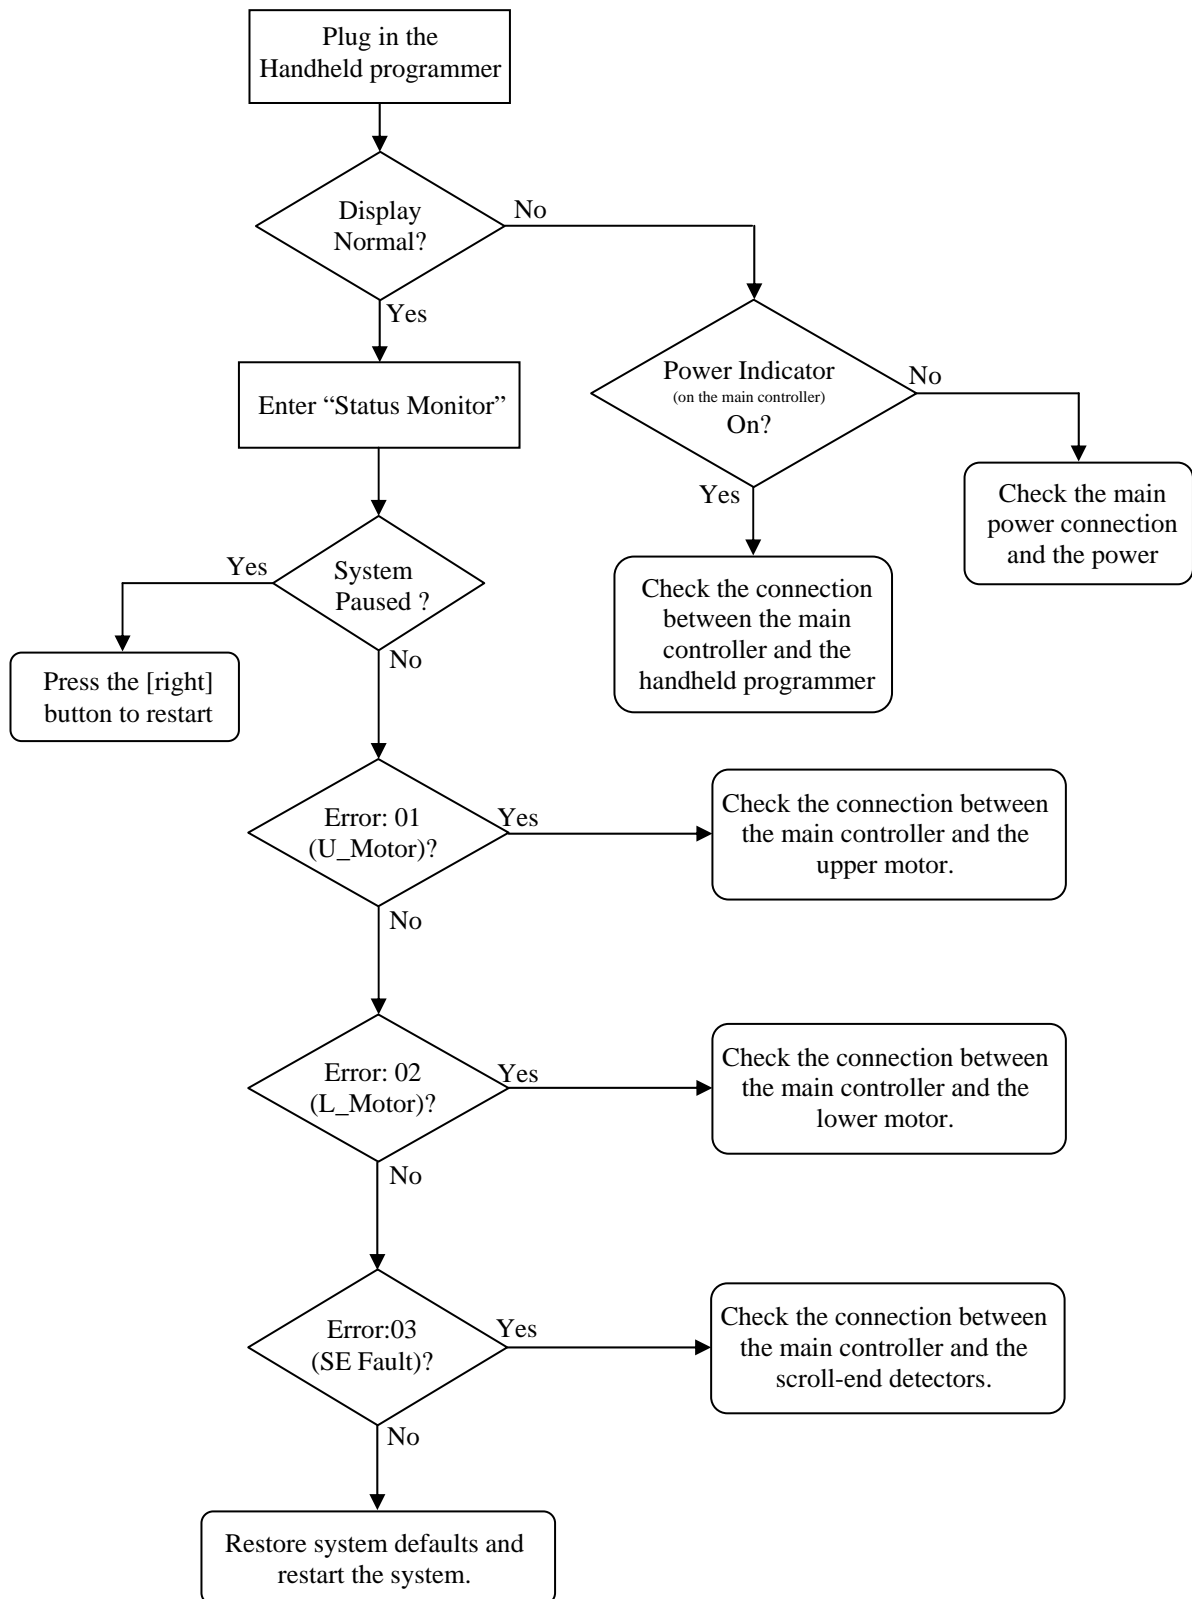 Plug in the
Handheld programmer
Display
Normal?
No
Yes
Enter “Status Monitor”
Power Indicator
(on the main controller)
On?
No
Yes
Check the main
power connection
and the power
Check the connection
between the main
controller and the
handheld programmer
System
Paused ?
Yes
No
Press the [right]
button to restart
Error: 01
(U_Motor)?
Yes
No
Check the connection between
the main controller and the
upper motor.
Error: 02
(L_Motor)?
Yes
No
Check the connection between
the main controller and the
lower motor.
Error:03
(SE Fault)?
Yes
No
Check the connection between
the main controller and the
scroll-end detectors.
Restore system defaults and
restart the system.